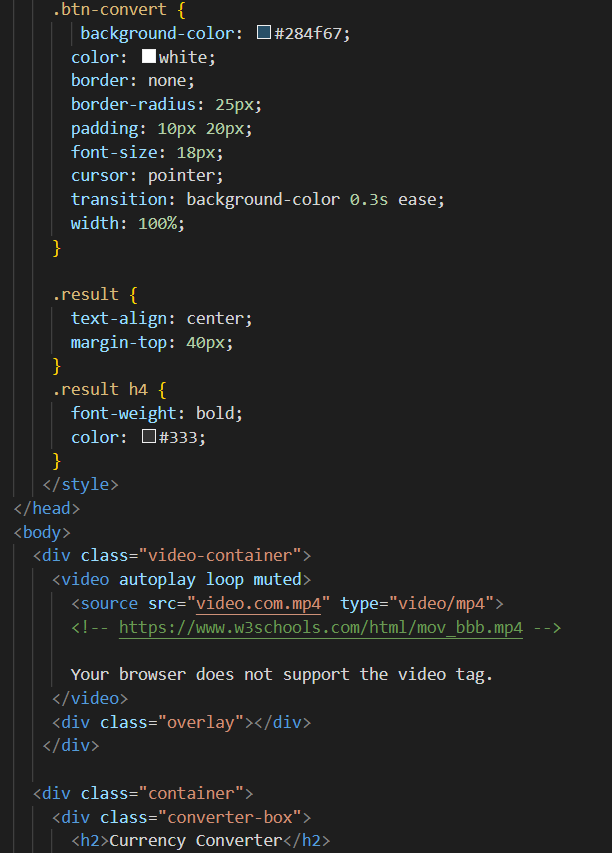 .btn-convert {
background-color: #284f67;
color: white;
border: none;
border-radius: 25px;
padding: 10px 20px;
font-size: 18px;
cursor: pointer;
transition: background-color 0.3s ease;
width: 100%;
}
.result {
text-align: center;
margin-top: 40px;
}
.result h4 {
font-weight: bold;
color: #333;
}
</style>
</head>
<body>
<div class="video-container">
<video autoplay loop muted>
<source src="video.com.mp4" type="video/mp4">
<!-- https://www.w3schools.com/html/mov_bbb.mp4 -->
Your browser does not support the video tag.
</video>
<div class="overlay"></div>
</div>
<div class="container">
<div class="converter-box">
<h2>Currency Converter</h2>